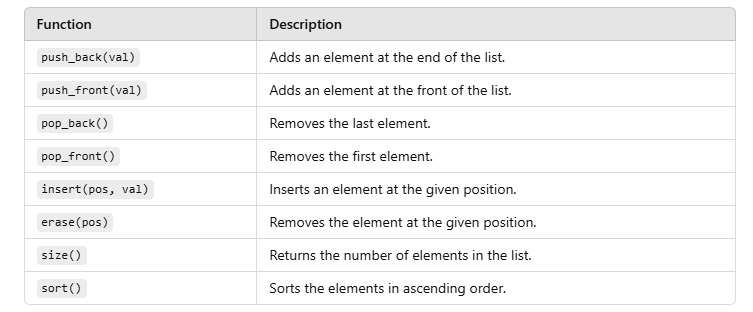 Function Description
push_back(val) Adds an element at the end of the list.
push_front(val) Adds an element at the front of the list.
pop_back() Removes the last element.
pop_front() Removes the first element.
insert(pos, val) Inserts an element at the given position.
erase(pos) Removes the element at the given position.
size() Returns the number of elements in the list.
sort() Sorts the elements in ascending order.